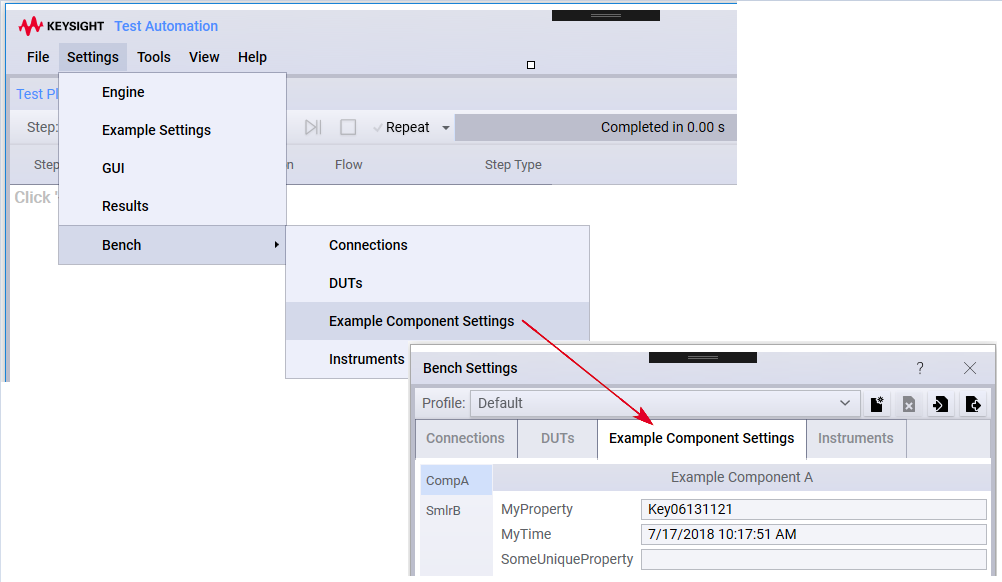 KEYSIGHT Test Automation
File Settings Tools View Help
Test Pl
Engine
Step:
Repeat
Completed in 0.00 s
Example Settings
Step
n
Flow
Step Type
GUI
Click '
Results
Bench
Connections
DUTs
Example Component Settings
Instruments
Bench Settings
?
Profile: Default
Connections DUTs Example Component Settings Instruments
CompA
Example Component A
SmlrB
MyProperty Key06131121
MyTime 7/17/2018 10:17:51 AM
SomeUniqueProperty